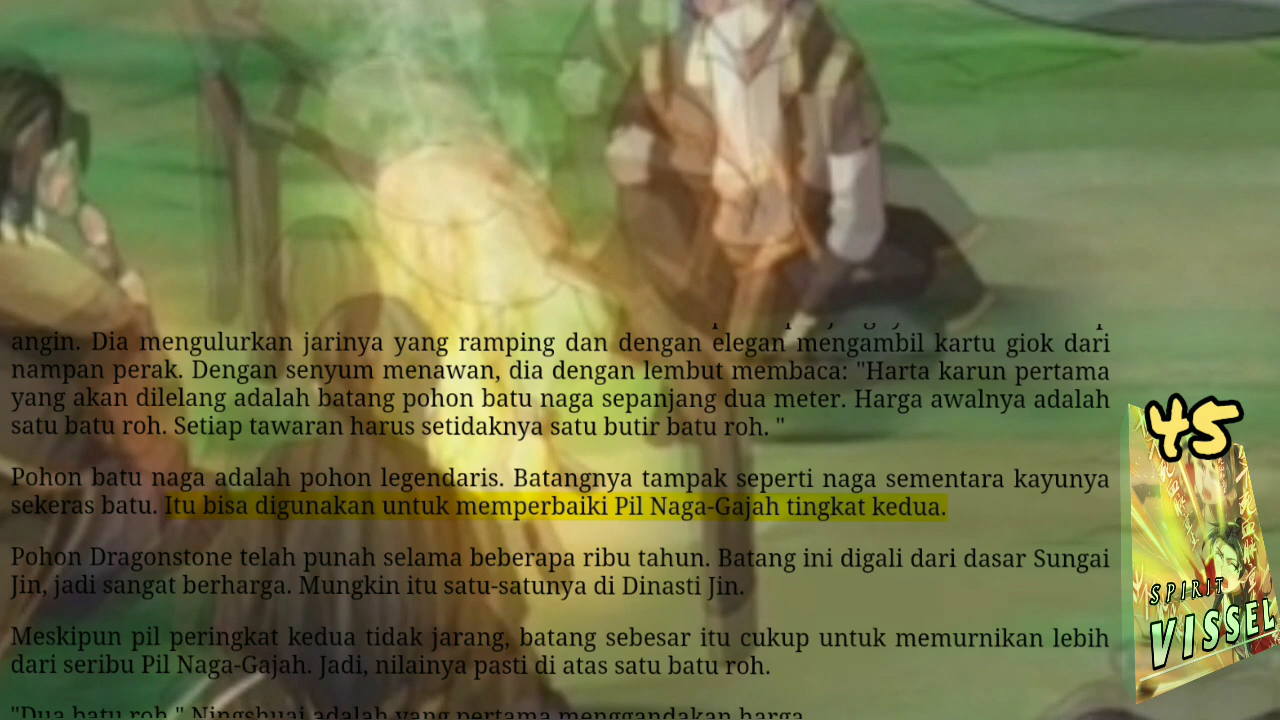 angin. Dia mengulurkan jarinya yang ramping dan dengan elegan mengambil kartu giok dari
nampan perak. Dengan senyum menawan, dia dengan lembut membaca: "Harta karun pertama
yang akan dilelang adalah batang pohon batu naga sepanjang dua meter. Harga awalnya adalah
satu batu roh. Setiap tawaran harus setidaknya satu butir batu roh. "
Pohon batu naga adalah pohon legendaris. Batangnya tampak seperti naga sementara kayunya
sekeras batu. Itu bisa digunakan untuk memperbaiki Pil Naga-Gajah tingkat kedua.
Pohon Dragonstone telah punah selama beberapa ribu tahun. Batang ini digali dari dasar Sungai
Jin, jadi sangat berharga. Mungkin itu satu-satunya di Dinasti Jin.
Meskipun pil peringkat kedua tidak jarang, batang sebesar itu cukup untuk memurnikan lebih
dari seribu Pil Naga-Gajah. Jadi, nilainya pasti di atas satu batu roh.
"Dua batu roh." Ningshuai adalah yang pertama menggandakan harga
45
SPIRIT
VISSEL